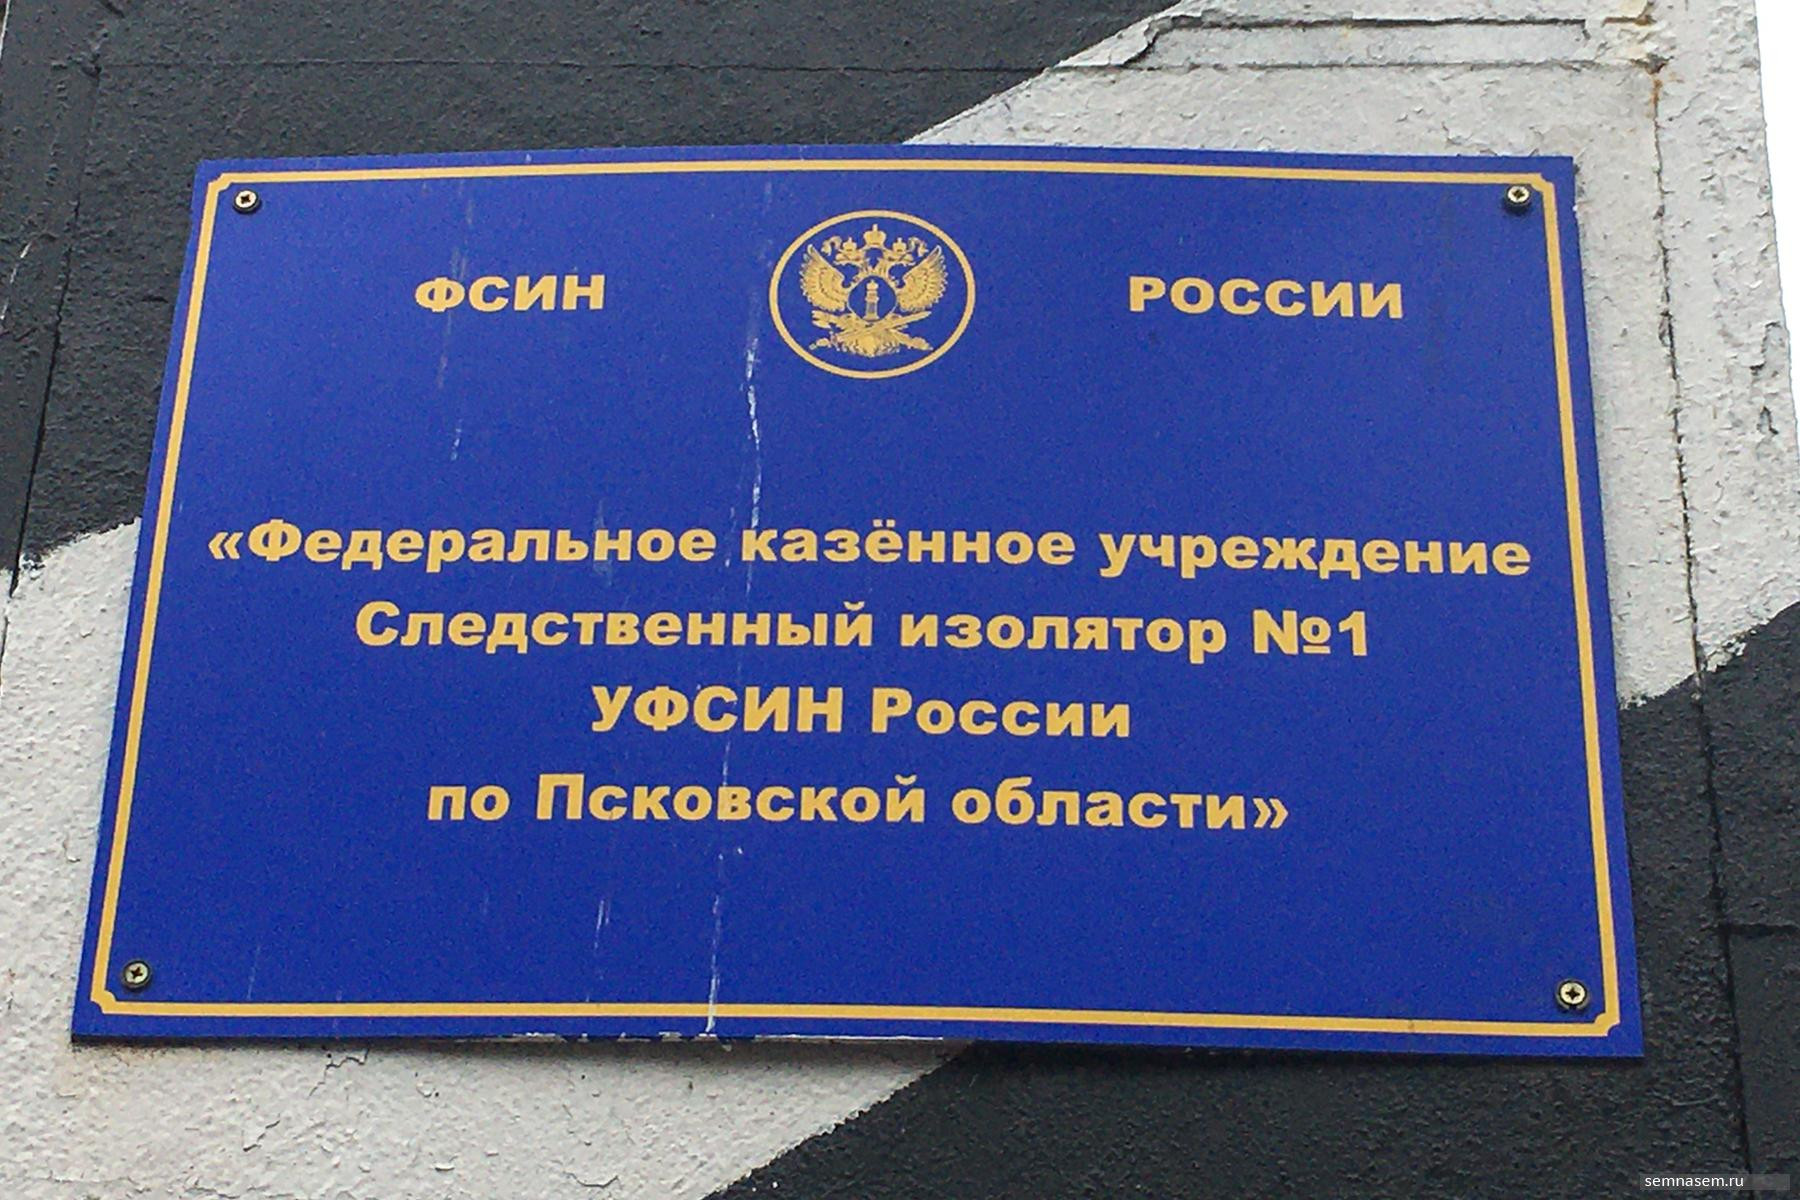 ФСИН РОССИИ
«Федеральное казённое учреждение
Следственный изолятор №1
УФСИН России
по Псковской области»
semnasem.ru